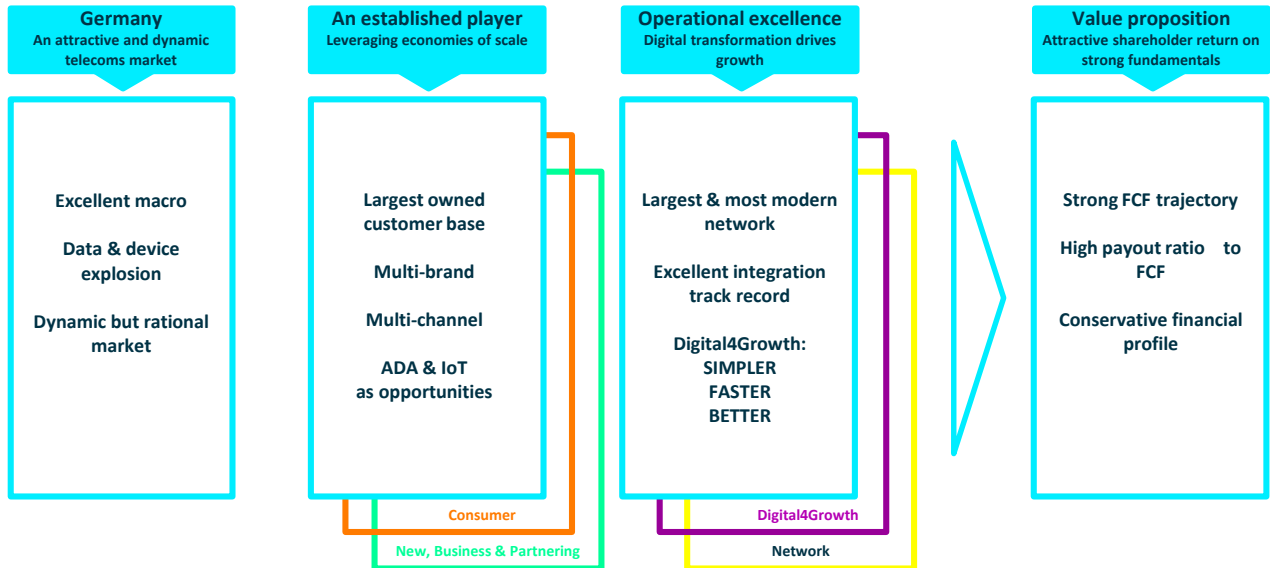 Germany
An attractive and dynamic
telecoms market
Excellent macro
Data & device
explosion
Dynamic but rational
market
An established player
Leveraging economies of scale
Largest owned
customer base
Multi-brand
Multi-channel
ADA & IoT
as opportunities
Consumer
New, Business & Partnering
Operational excellence
Digital transformation drives
growth
Largest & most modern
network
Excellent integration
track record
Digital4Growth:
SIMPLER
FASTER
BETTER
Digital4Growth
Network
Value proposition
Attractive shareholder return on
strong fundamentals
Strong FCF trajectory
High payout ratio to
FCF
Conservative financial
profile